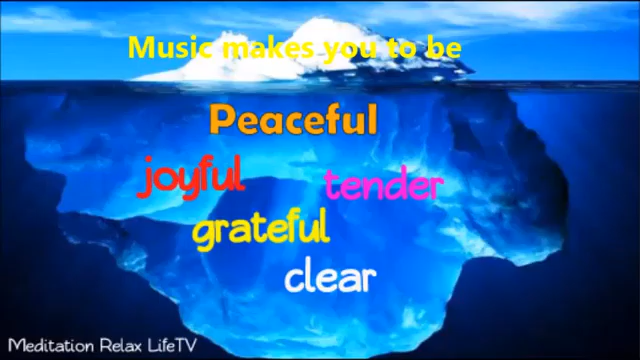 Music makes you to be
Peaceful
joyful
tender
grateful
clear
Meditation Relax LifeTV